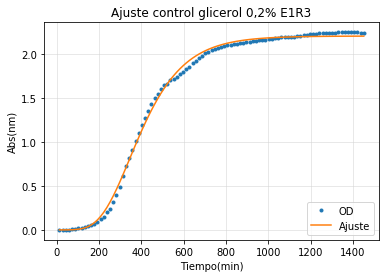 Ajuste control glicerol 0,2% E1R3
2.0
1.5
1.0
0.5
0.0
Abs(nm)
OD
Ajuste
0 200 400 600 800 1000 1200 1400
Tiempo(min)